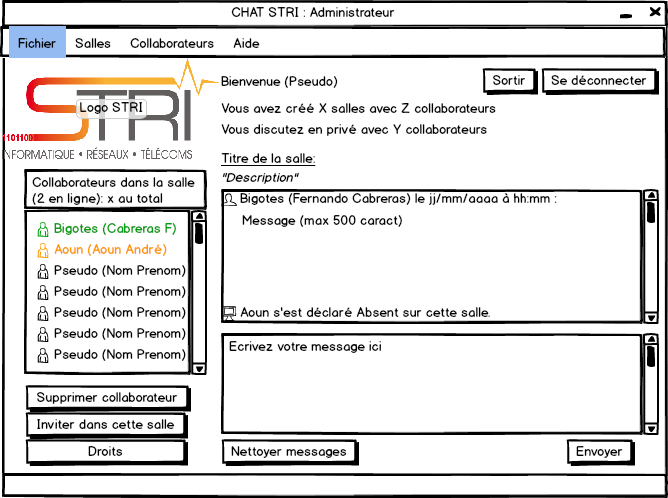 CHAT STRI : Administrateur
Fichier Salles Collaborateurs Aide
STRI
Logo STRI
1101100
INFORMATIQUE • RÉSEAUX • TÉLÉCOMS
Bienvenue (Pseudo)
Sortir
Se déconnecter
Vous avez créé X salles avec Z collaborateurs
Vous discutez en privé avec Y collaborateurs
Titre de la salle:
"Description"
Collaborateurs dans la salle
(2 en ligne): x au total
Bigotes (Cabreras F)
Aoun (Aoun André)
Pseudo (Nom Prenom)
Pseudo (Nom Prenom)
Pseudo (Nom Prenom)
Pseudo (Nom Prenom)
Pseudo (Nom Prenom)
Bigotes (Fernando Cabreras) le jj/mm/aaaa à hh:mm :
Message (max 500 caract)
Aoun s'est déclaré Absent sur cette salle.
Ecrivez votre message ici
Supprimer collaborateur
Inviter dans cette salle
Droits
Nettoyer messages
Envoyer